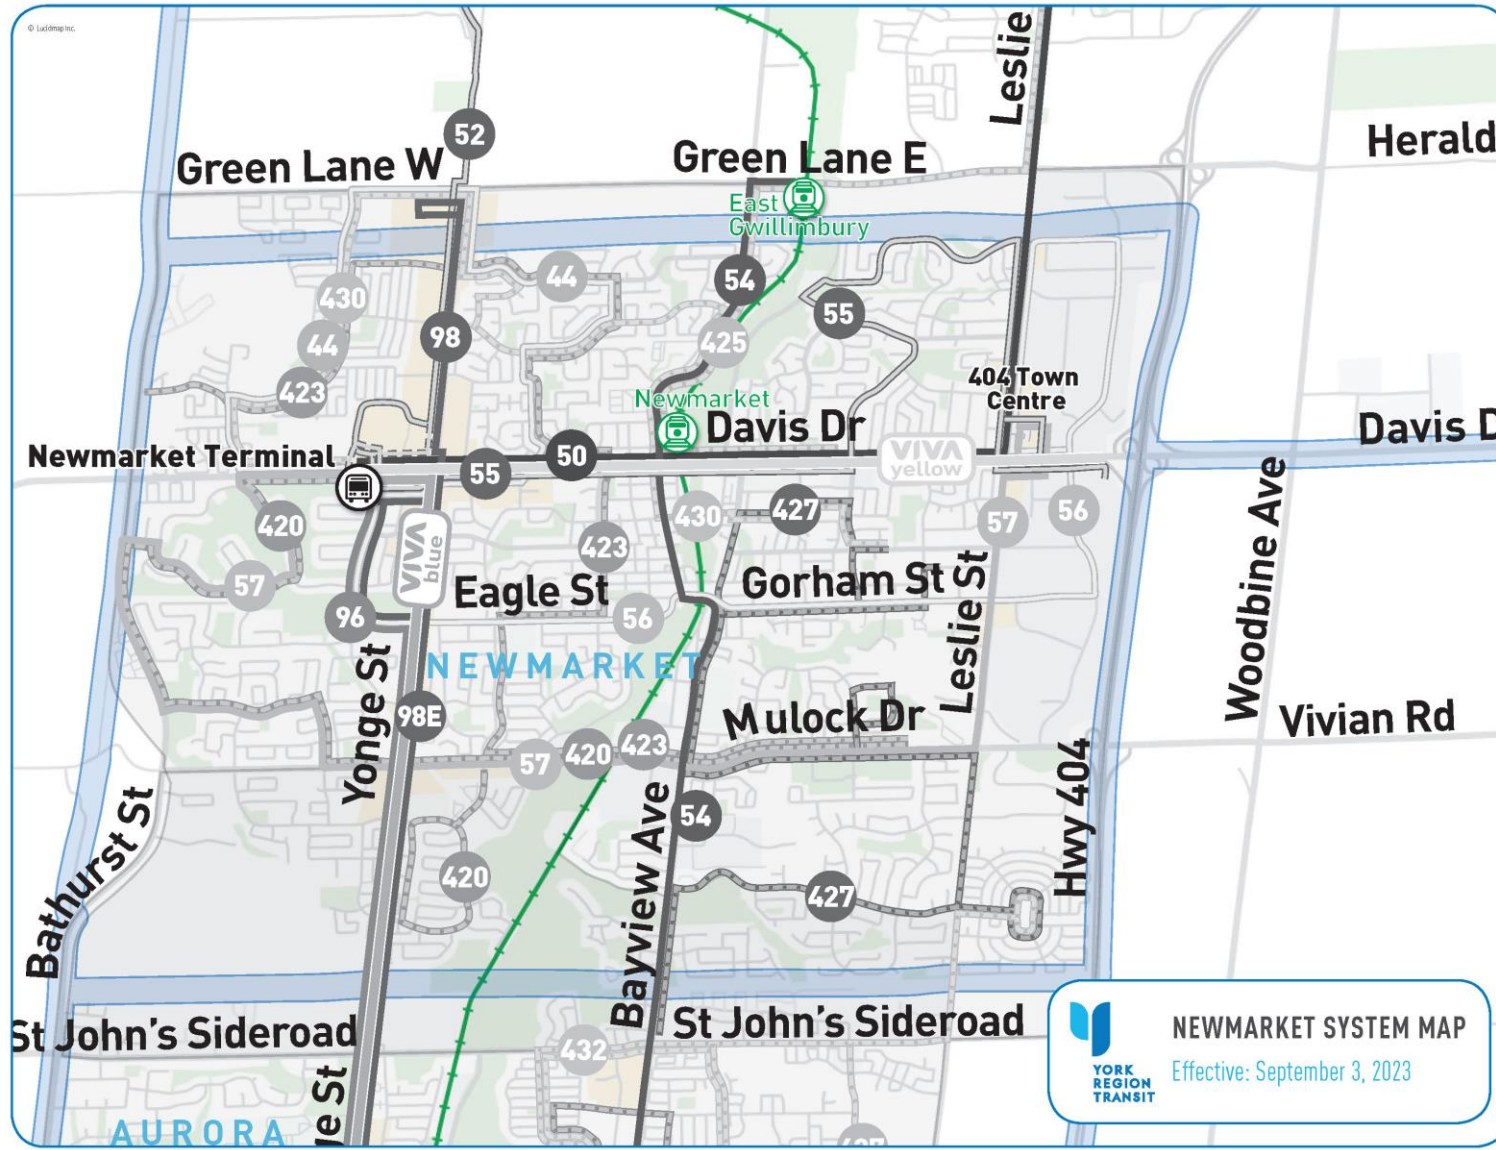 © Lucidmap Inc.
Leslie
52
Green Lane W
Green Lane E
Herald
East
Gwillimbury
44
54
430
55
98
44
425
423
404 Town
Centre
Newmarket
Davis Dr
Davis D
Newmarket Terminal
50
VIVA
yellow
55
420
430
427
57
56
VIVA
blue
423
57
Eagle St
Gorham St
96
56
Leslie St
Woodbine Ave
NEWMARKET
Yonge St
98E
Mulock Dr
Vivian Rd
57
420
423
Hwy 404
Bathurst St
54
Bayview Ave
420
427
St John's Sideroad
St John's Sideroad
432
ge St
AURORA
427
YORK
REGION
TRANSIT
NEWMARKET SYSTEM MAP
Effective: September 3, 2023